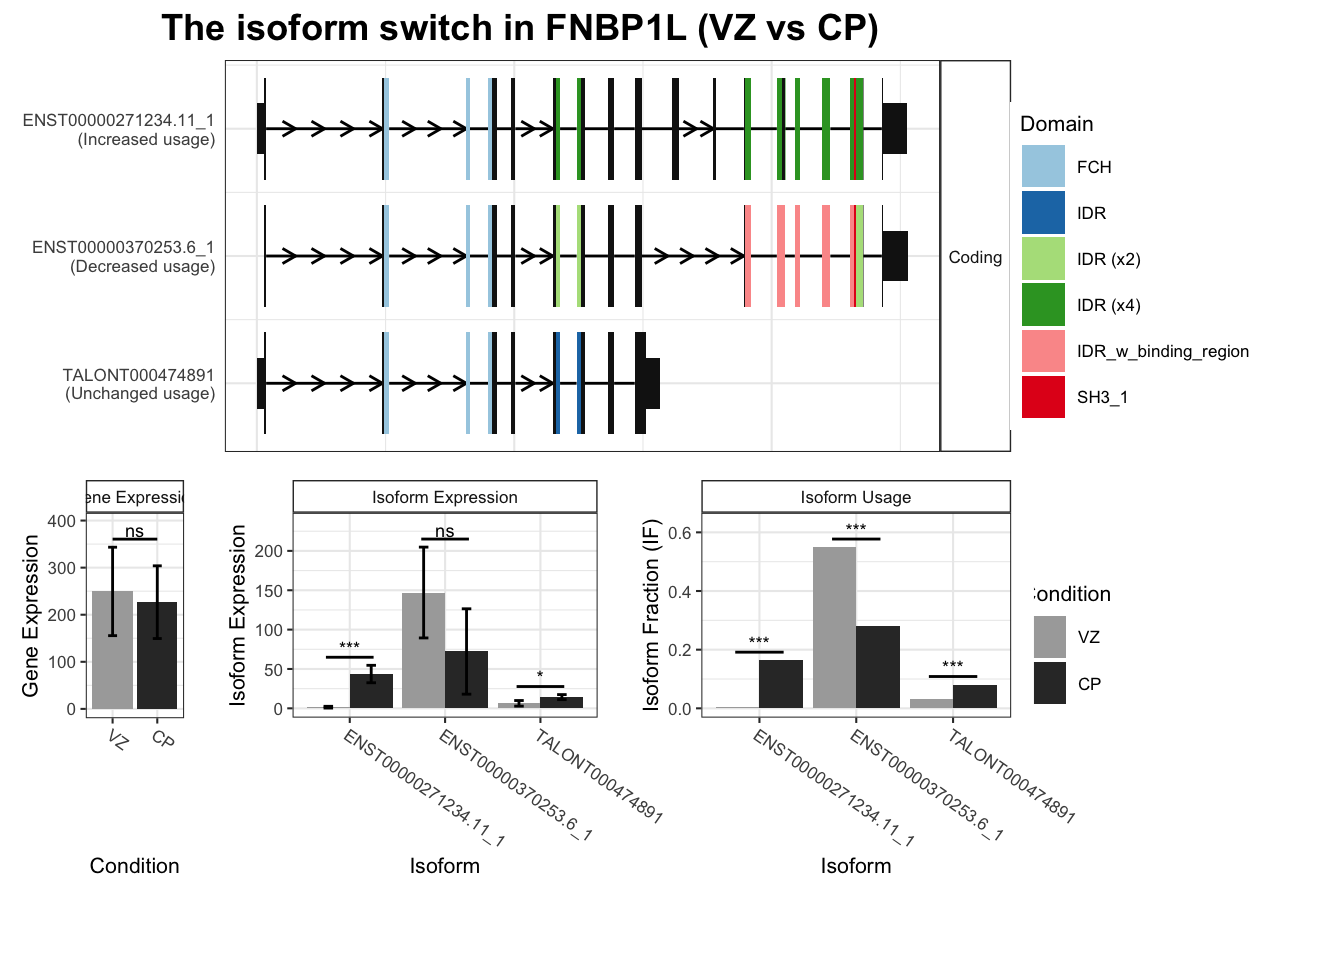 The isoform switch in FNBP1L (VZ vs CP)
ENST00000271234.11_1
(Increased usage)
ENST00000370253.6_1
(Decreased usage)
TALONT000474891
(Unchanged usage)
Coding
Domain
FCH
IDR
IDR (x2)
IDR (x4)
IDR_w_binding_region
SH3_1
ene Expressi
Gene Expression
400
300
200
100
0
ns
VZ
CP
Condition
Isoform Expression
Isoform Expression
200
150
100
50
0
***
ns
*
ENST00000271234.11_1
ENST00000370253.6_1
TALONT000474891
Isoform
Isoform Usage
Isoform Fraction (IF)
0.6
0.4
0.2
0.0
***
***
***
ENST00000271234.11_1
ENST00000370253.6_1
TALONT000474891
Isoform
ondition
VZ
CP